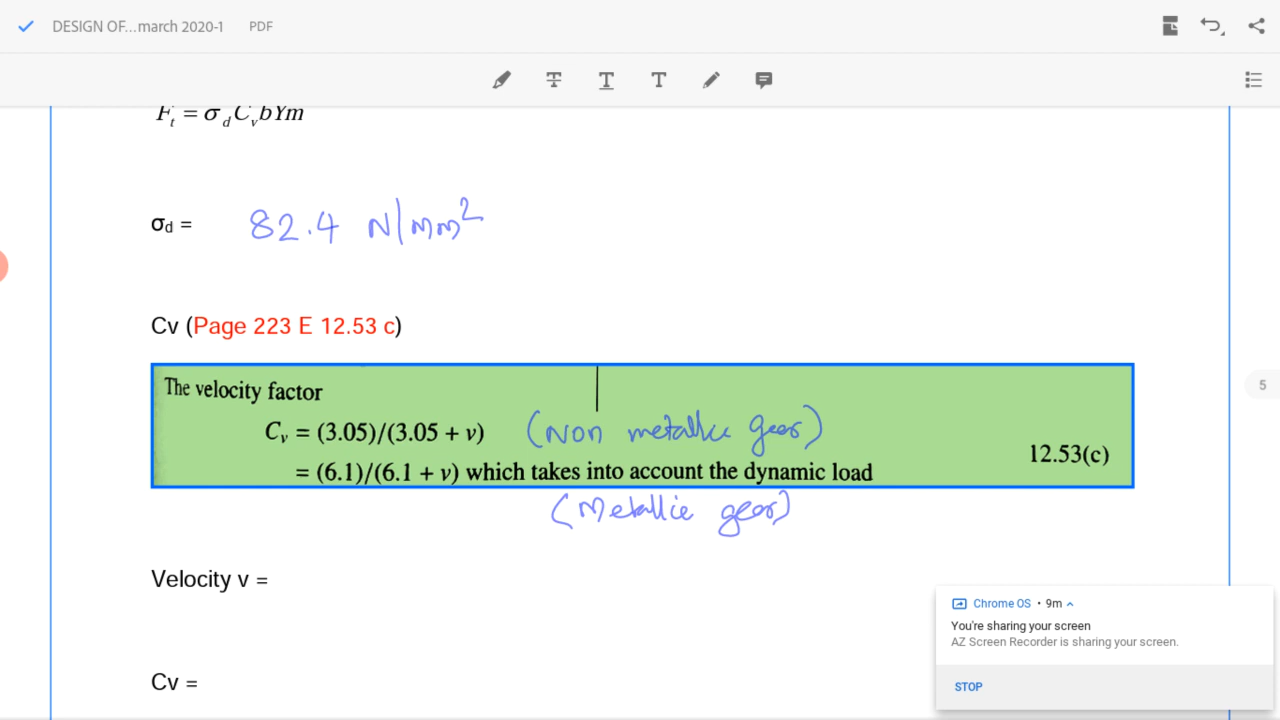 DESIGN OF...march 2020-1 PDF
F_t = σ_d C_v bYm
σd = 82.4 N/mm²
Cv (Page 223 E 12.53 c)
The velocity factor
C_v = (3.05)/(3.05 + v) (Non metallic gear)
= (6.1)/(6.1 + v) which takes into account the dynamic load 12.53(c)
(Metallic gear)
Velocity v =
Cv =
5
Chrome OS • 9m
You're sharing your screen
AZ Screen Recorder is sharing your screen.
STOP